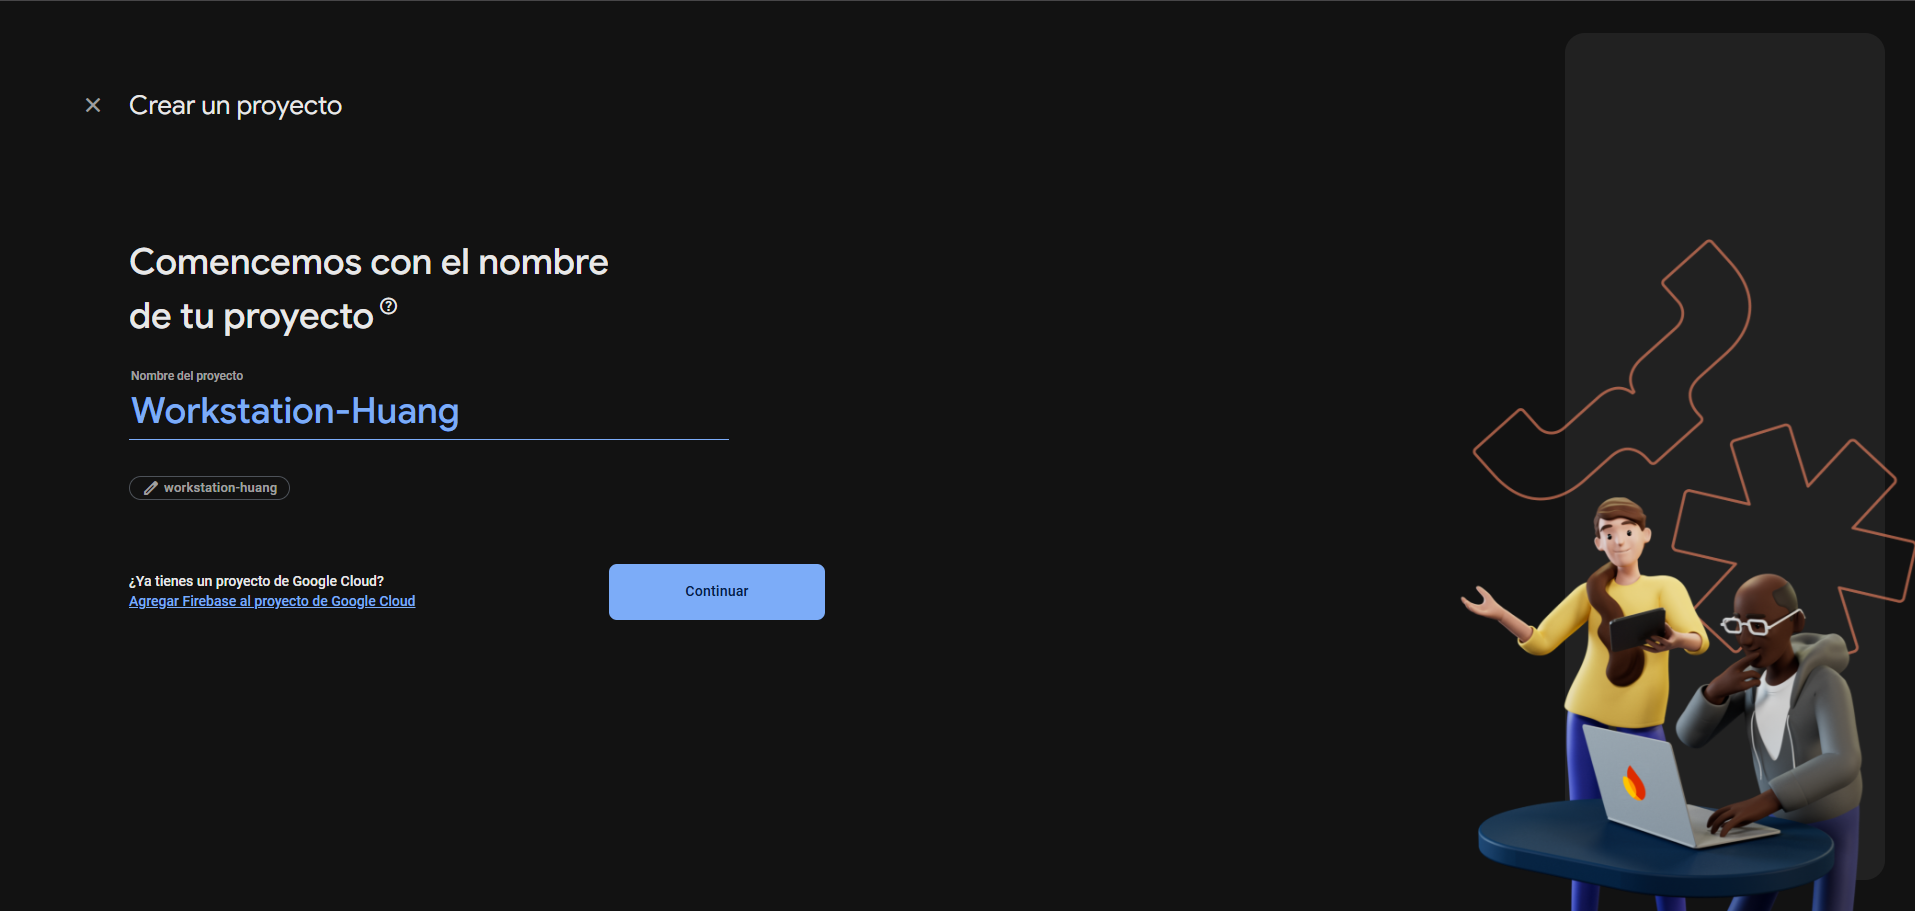 Crear un proyecto
Comencemos con el nombre
de tu proyecto
Nombre del proyecto
Workstation-Huang
workstation-huang
¿Ya tienes un proyecto de Google Cloud?
Agregar Firebase al proyecto de Google Cloud
Continuar